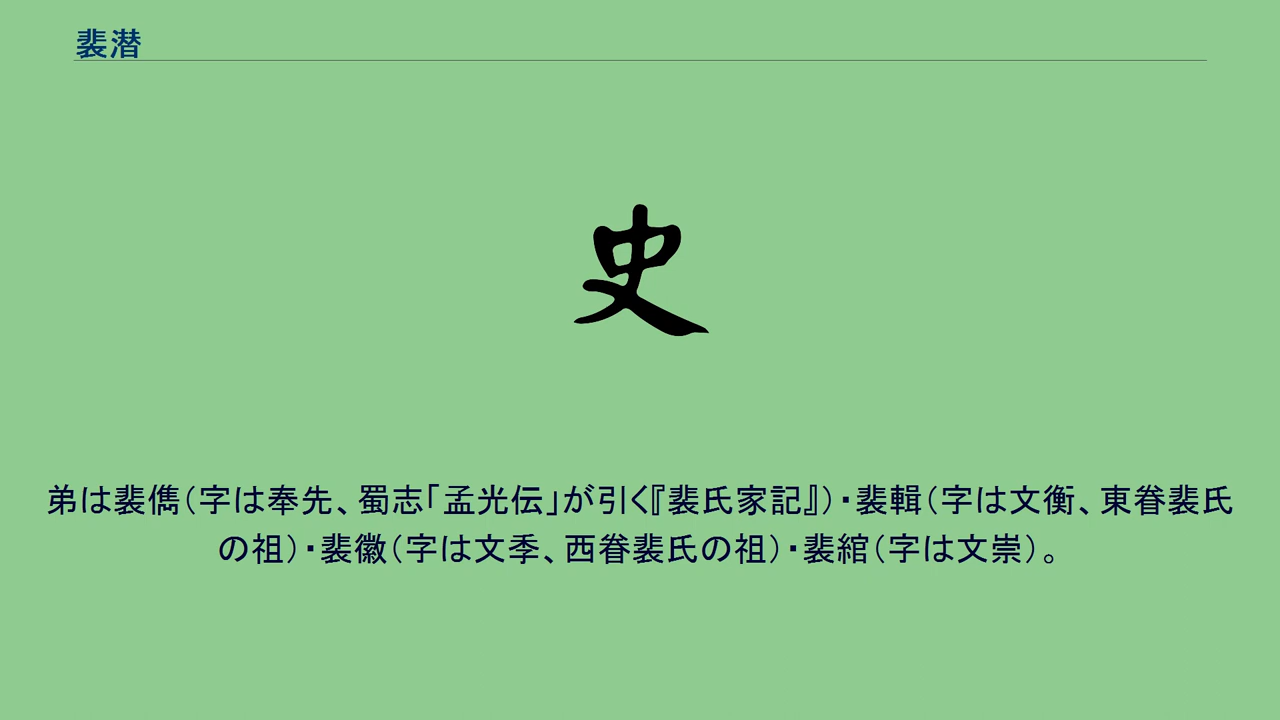 裴潜
史
弟は裴儁（字は奉先、蜀志「孟光伝」が引く『裴氏家記』）・裴輯（字は文衡、東眷裴氏
の祖）・裴徽（字は文季、西眷裴氏の祖）・裴綰（字は文崇）。